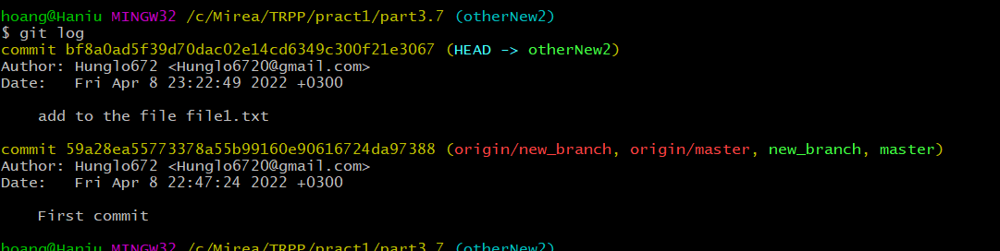 hoang@Haniu MINGW32 /c/Mirea/TRPP/pract1/part3.7 (otherNew2)
$ git log
commit bf8a0ad5f39d70dac02e14cd6349c300f21e3067 (HEAD -> otherNew2)
Author: Hunglo672 <Hunglo6720@gmail.com>
Date:   Fri Apr 8 23:22:49 2022 +0300
add to the file file1.txt
commit 59a28ea55773378a55b99160e90616724da97388 (origin/new_branch, origin/master, new_branch, master)
Author: Hunglo672 <Hunglo6720@gmail.com>
Date:   Fri Apr 8 22:47:24 2022 +0300
First commit
hoang@Haniu MINGW32 /c/Mirea/TRPP/pract1/part3.7 (otherNew2)